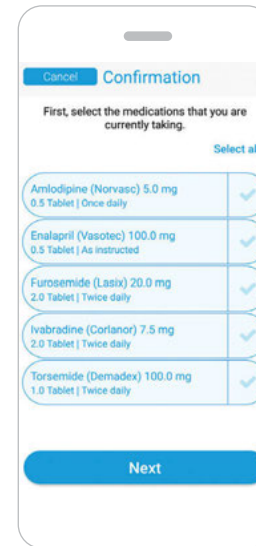 Cancel Confirmation
First, select the medications that you are
currently taking.
Select all
Amlodipine (Norvasc) 5.0 mg
0.5 Tablet | Once daily
Enalapril (Vasotec) 100.0 mg
0.5 Tablet | As instructed
Furosemide (Lasix) 20.0 mg
2.0 Tablet | Twice daily
Ivabradine (Corlanor) 7.5 mg
2.0 Tablet | Twice daily
Torsemide (Demadex) 100.0 mg
1.0 Tablet | Twice daily
Next